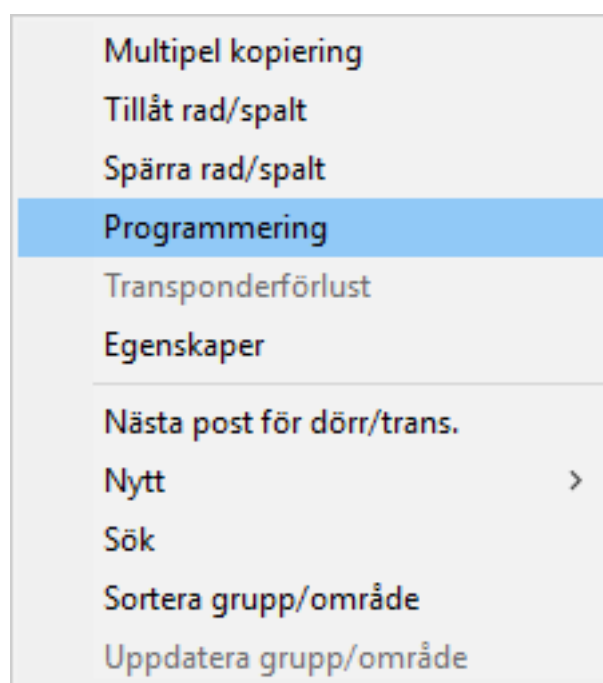 Multipel kopiering
Tillåt rad/spalt
Spärra rad/spalt
Programmering
Transponderförlust
Egenskaper
Nästa post för dörr/trans.
Nytt
Sök
Sortera grupp/område
Uppdatera grupp/område